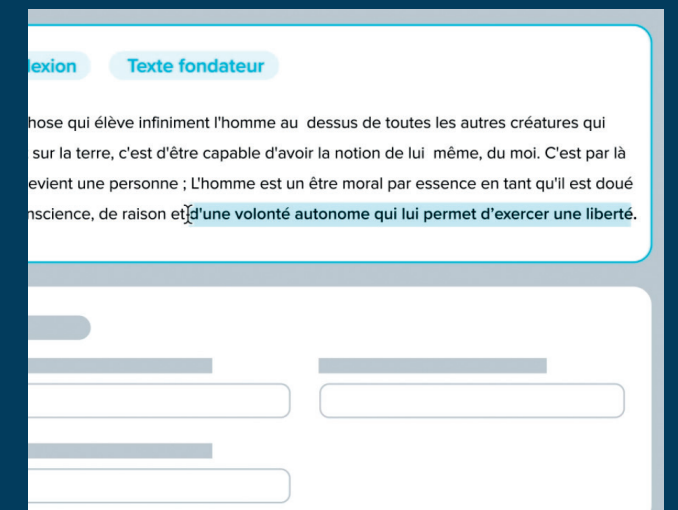 lexion Texte fondateur
hose qui élève infiniment l'homme au dessus de toutes les autres créatures qui
sur la terre, c'est d'être capable d'avoir la notion de lui même, du moi. C'est par là
evient une personne ; L'homme est un être moral par essence en tant qu'il est doué
nscience, de raison et d'une volonté autonome qui lui permet d'exercer une liberté.